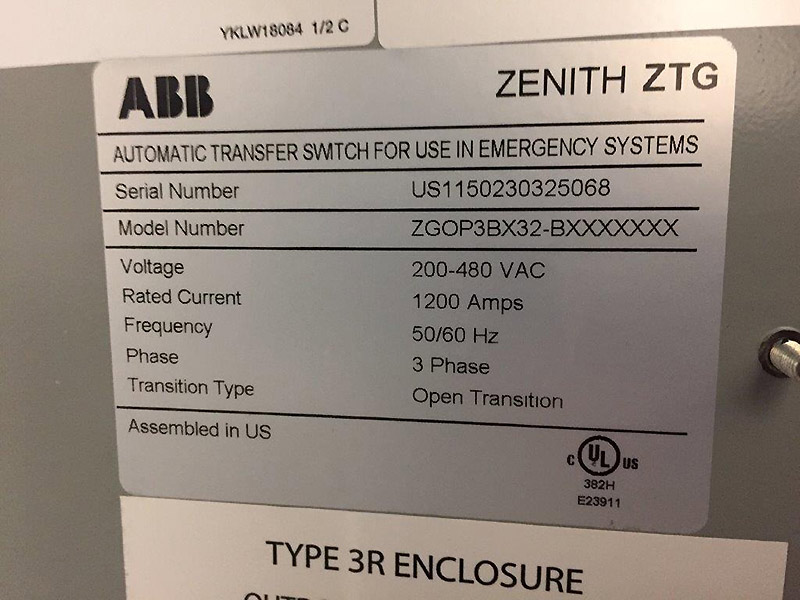 YKLW18084 1/2 C
ABB
ZENITH ZTG
AUTOMATIC TRANSFER SWITCH FOR USE IN EMERGENCY SYSTEMS
Serial Number US1150230325068
Model Number ZGOP3BX32-BXXXXXXX
Voltage 200-480 VAC
Rated Current 1200 Amps
Frequency 50/60 Hz
Phase 3 Phase
Transition Type Open Transition
Assembled in US
C UL US
382H
E23911
TYPE 3R ENCLOSURE